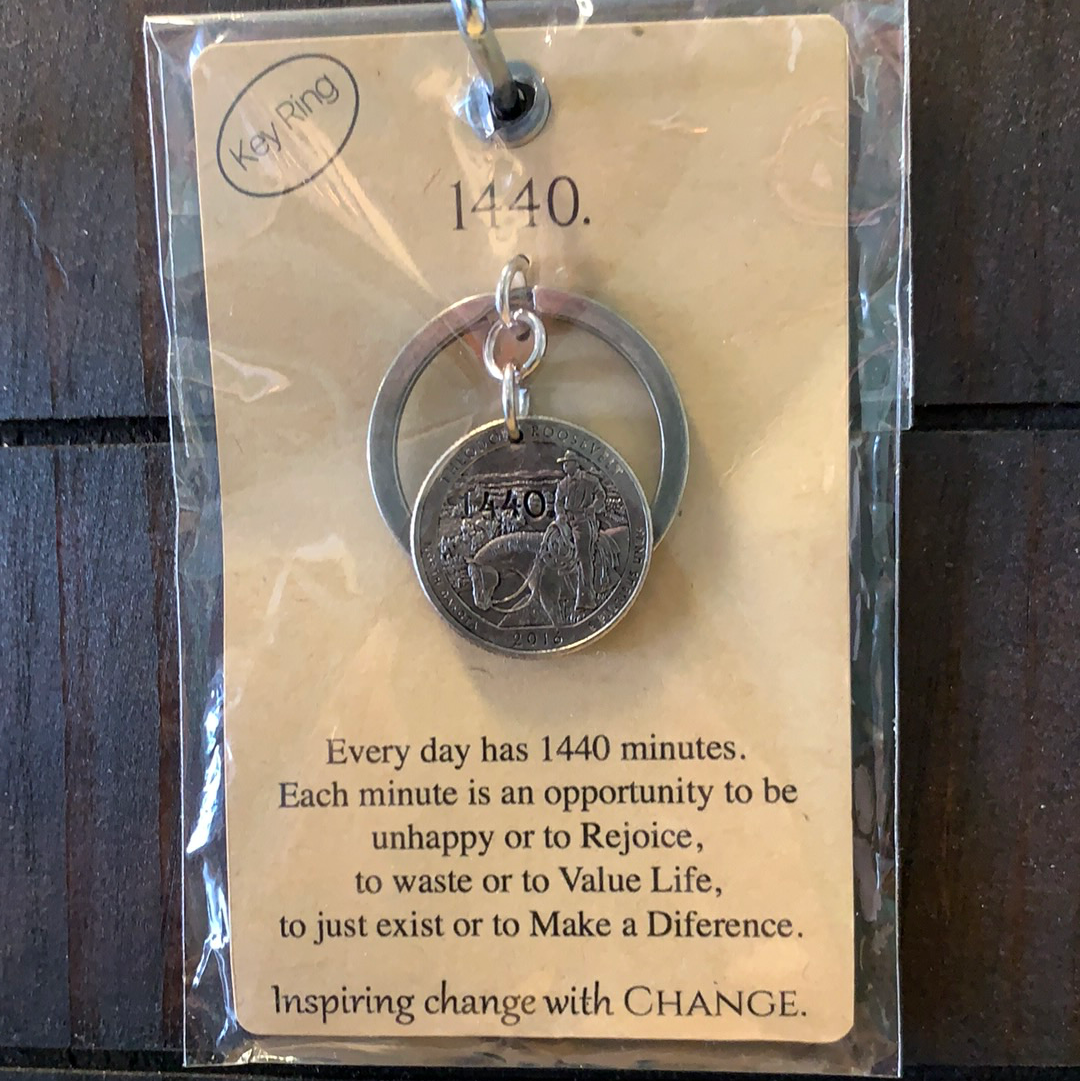 Key Ring
1440.
ROOSEVELT
1440.
2016
Every day has 1440 minutes.
Each minute is an opportunity to be
unhappy or to Rejoice,
to waste or to Value Life,
to just exist or to Make a Diference.
Inspiring change with CHANGE.